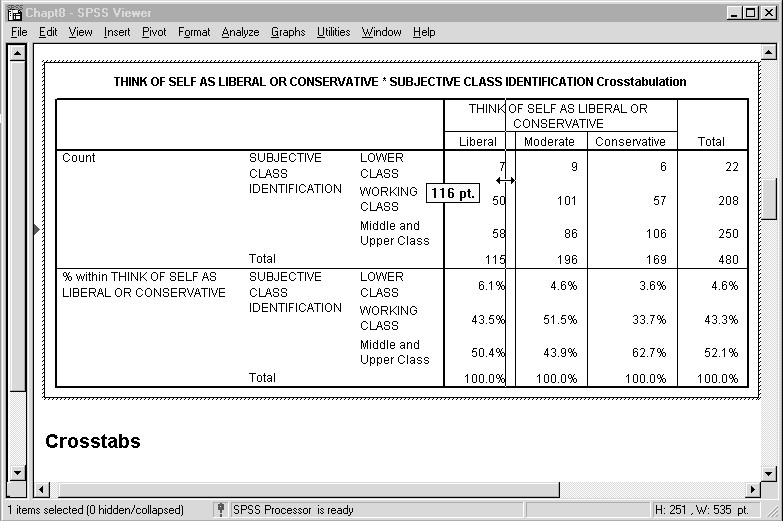 Chapt8 - SPSS Viewer
File Edit View Insert Pivot Format Analyze Graphs Utilities Window Help
THINK OF SELF AS LIBERAL OR CONSERVATIVE * SUBJECTIVE CLASS IDENTIFICATION Crosstabulation
THINK OF SELF AS LIBERAL OR
CONSERVATIVE
Liberal Moderate Conservative Total
Count SUBJECTIVE LOWER 7 9 6 22
CLASS CLASS
IDENTIFICATION WORKING 116 pt. 50 101 57 208
CLASS
Middle and 58 86 106 250
Upper Class
Total 115 196 169 480
% within THINK OF SELF AS SUBJECTIVE LOWER 6.1% 4.6% 3.6% 4.6%
LIBERAL OR CONSERVATIVE CLASS CLASS
IDENTIFICATION WORKING 43.5% 51.5% 33.7% 43.3%
CLASS
Middle and 50.4% 43.9% 62.7% 52.1%
Upper Class
Total 100.0% 100.0% 100.0% 100.0%
Crosstabs
1 items selected (0 hidden/collapsed) SPSS Processor is ready H: 251 , W: 535 pt.